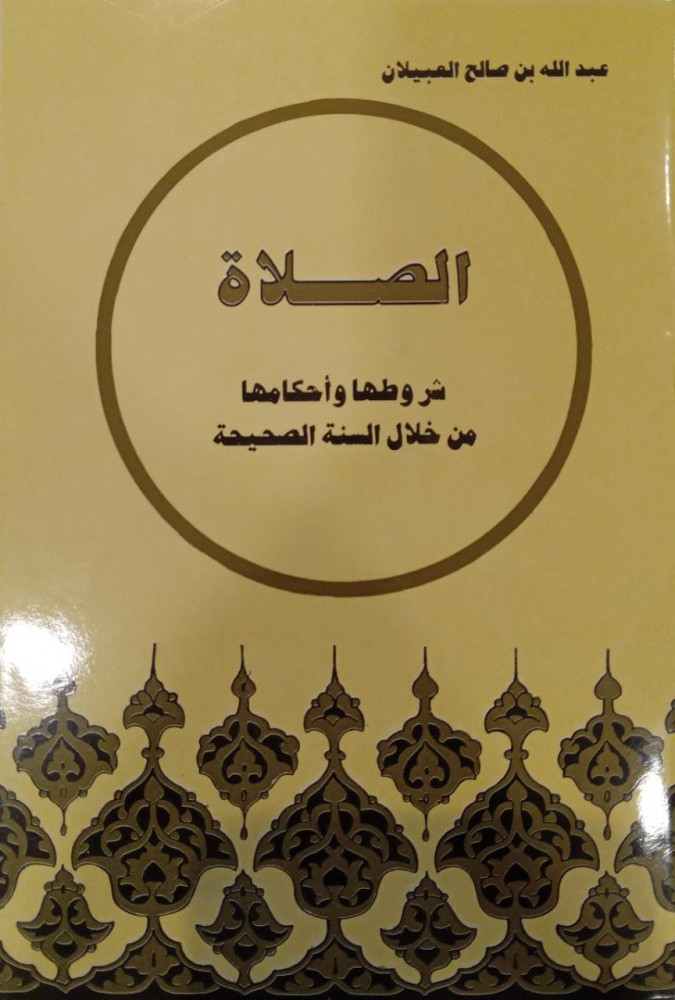 عبد الله بن صالح العبيلان
الصلاة
شروطها وأحكامها
من خلال السنة الصحيحة